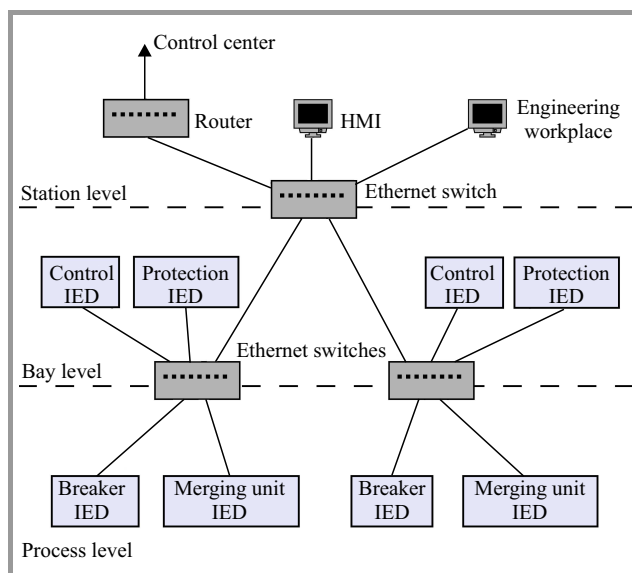 Control center
Router
HMI
Engineering
workplace
Station level
Ethernet switch
Control
IED
Protection
IED
Control
IED
Protection
IED
Ethernet switches
Bay level
Breaker
IED
Merging unit
IED
Breaker
IED
Merging unit
IED
Process level